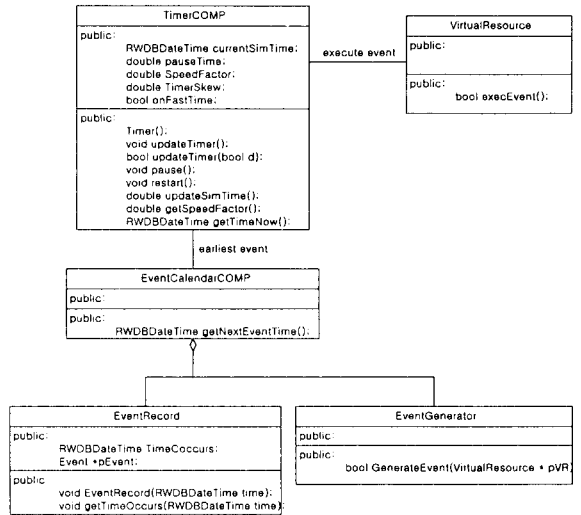 TimerCOMP
public:
RWDBDateTime currentSimTime;
double pauseTime;
double SpeedFactor;
double TimerSkew;
bool onFastTime;
public:
Timer();
void updateTimer();
bool updateTimer(bool d);
void pause();
void restart();
double updateSimTime();
double getSpeedFactor();
RWDBDateTime getTimeNow();
execute event
VirtualResource
public:
public:
bool execEvent();
earliest event
EventCalendarCOMP
public:
public:
RWDBDateTime getNextEventTime();
EventRecord
public:
RWDBDateTime TimeCoccurs;
Event *pEvent;
public
void EventRecord(RWDBDateTime time);
void getTimeOccurs(RWDBDateTime time);
EventGenerator
public:
public:
bool GenerateEvent(VirtualResource * pVR)